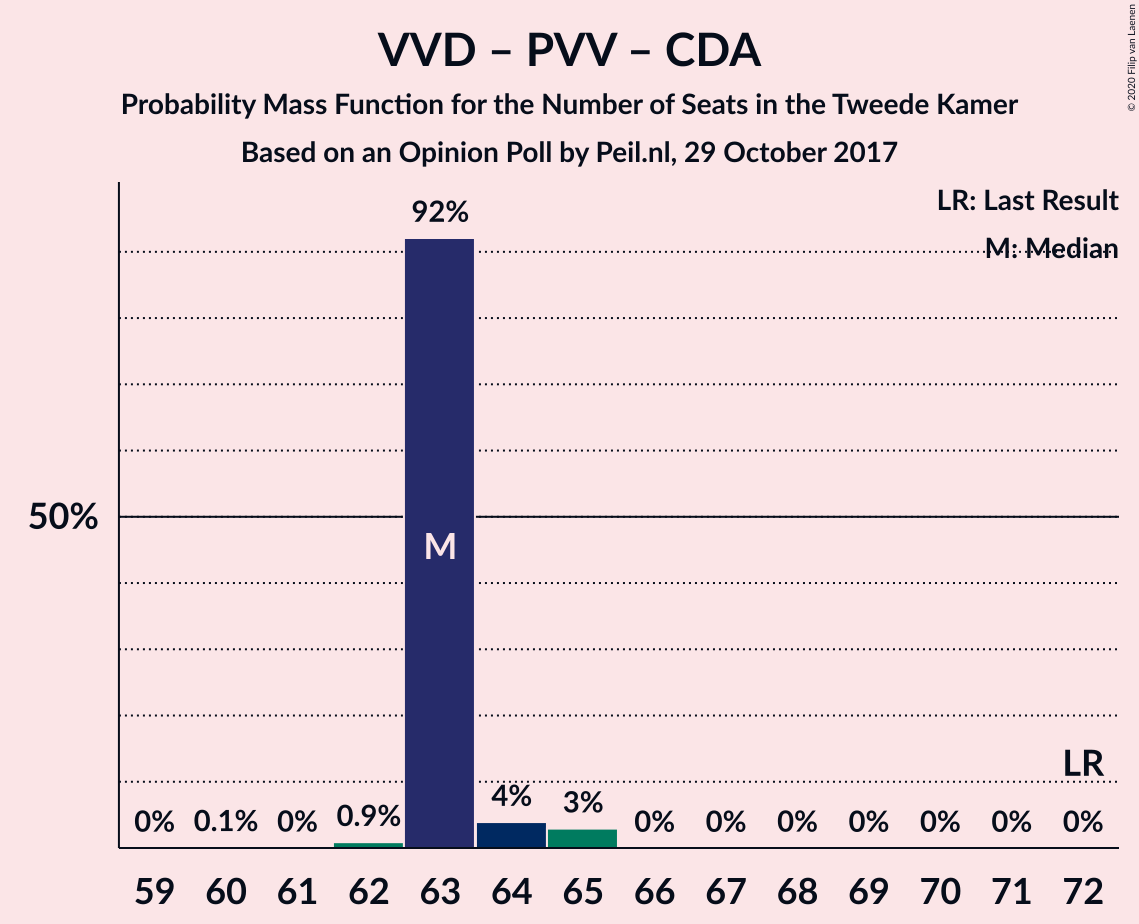 VVD – PVV – CDA
Probability Mass Function for the Number of Seats in the Tweede Kamer
Based on an Opinion Poll by Peil.nl, 29 October 2017
© 2020 Filip van Laenen
LR: Last Result
M: Median
92%
50%
M
LR
0% 0.1% 0% 0.9% 4% 3% 0% 0% 0% 0% 0% 0% 0%
59 60 61 62 63 64 65 66 67 68 69 70 71 72